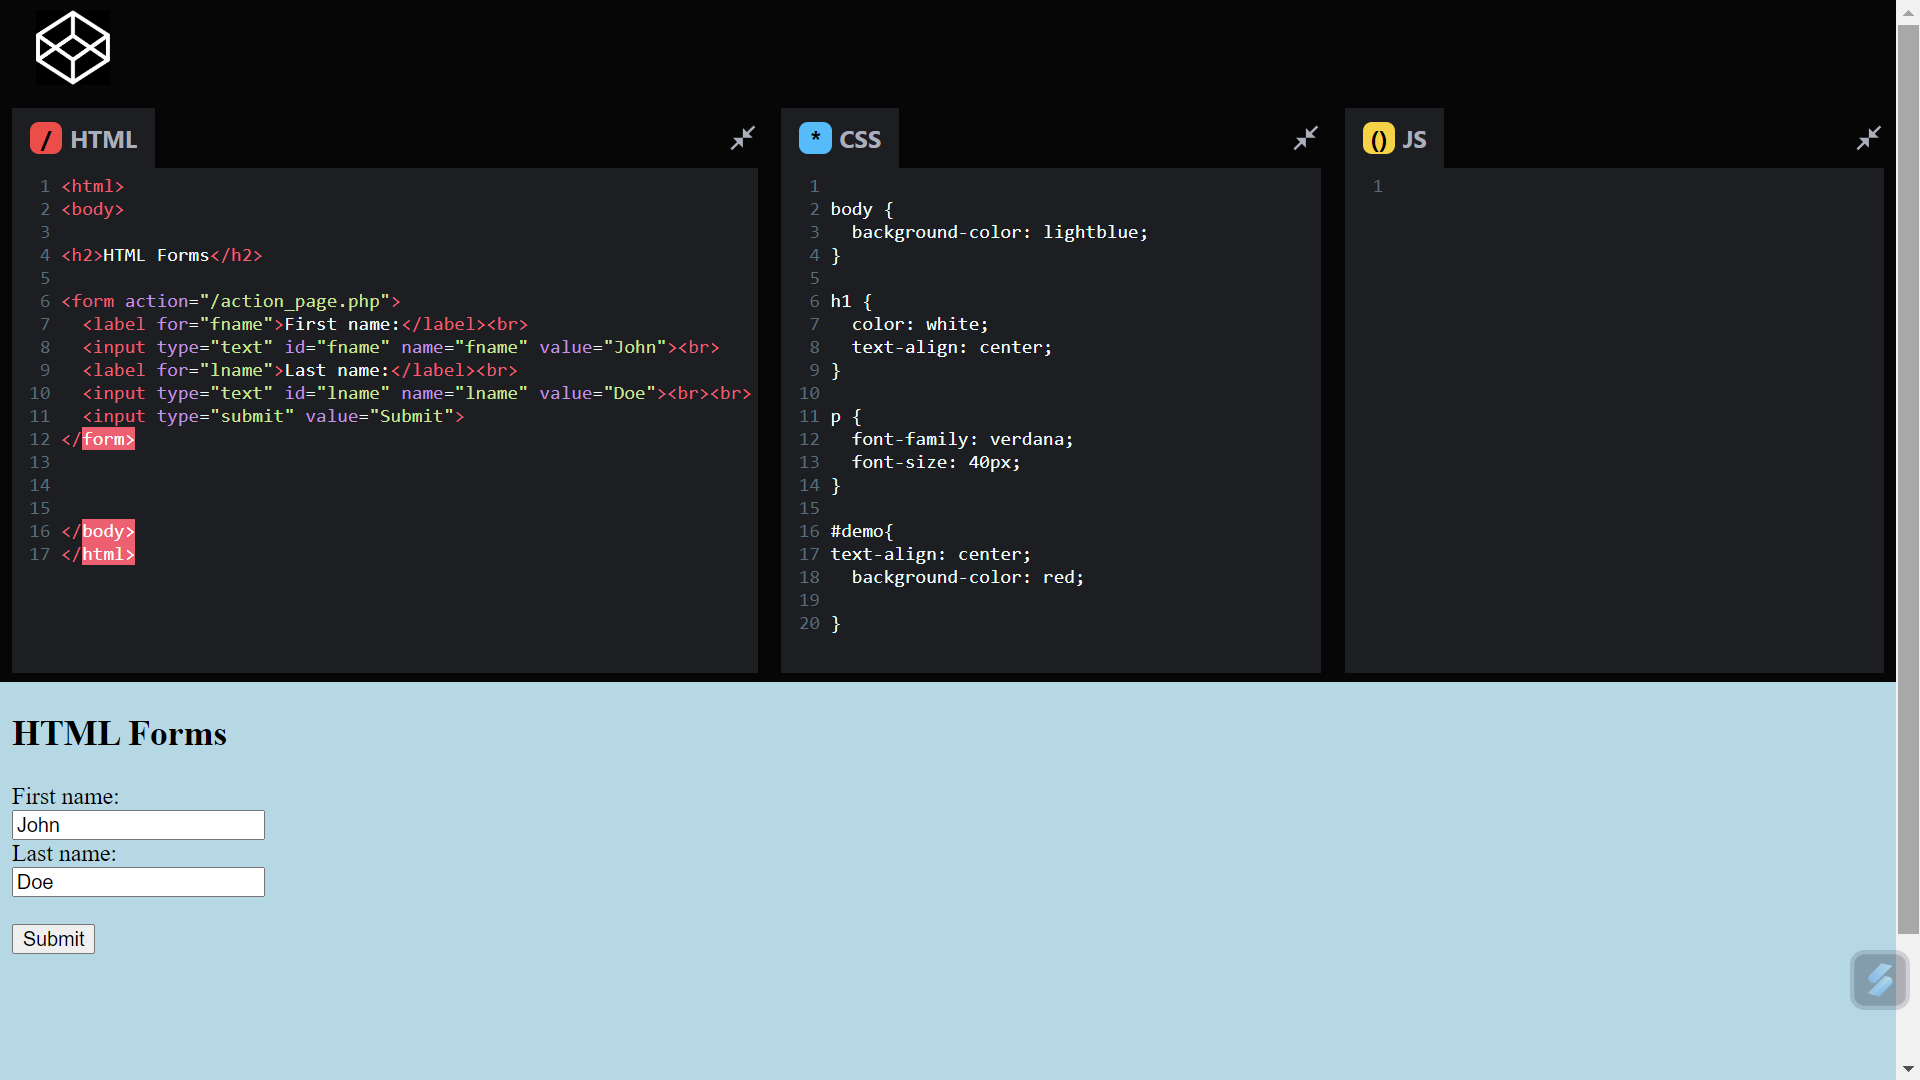 / HTML
* CSS
() JS
1 <html>
2 <body>
3
4 <h2>HTML Forms</h2>
5
6 <form action="/action_page.php">
7   <label for="fname">First name:</label><br>
8   <input type="text" id="fname" name="fname" value="John"><br>
9   <label for="lname">Last name:</label><br>
10   <input type="text" id="lname" name="lname" value="Doe"><br><br>
11   <input type="submit" value="Submit">
12 </form>
13
14
15
16 </body>
17 </html>
1
2 body {
3   background-color: lightblue;
4 }
5
6 h1 {
7   color: white;
8   text-align: center;
9 }
10
11 p {
12   font-family: verdana;
13   font-size: 40px;
14 }
15
16 #demo{
17 text-align: center;
18   background-color: red;
19
20 }
1
HTML Forms
First name:
John
Last name:
Doe
Submit